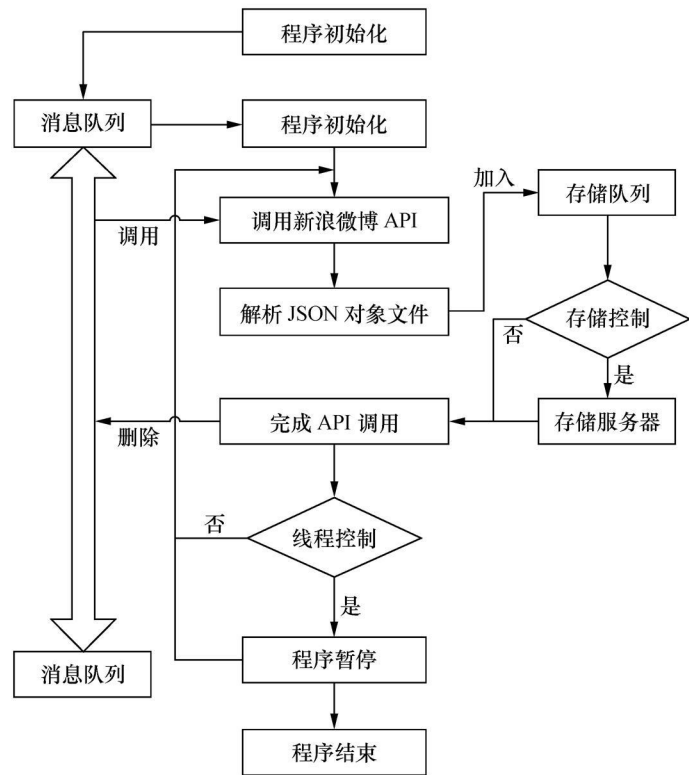 程序初始化
消息队列
程序初始化
加入
存储队列
调用
调用新浪微博 API
解析 JSON 对象文件
存储控制
否
是
删除
完成 API 调用
存储服务器
否
线程控制
是
消息队列
程序暂停
程序结束